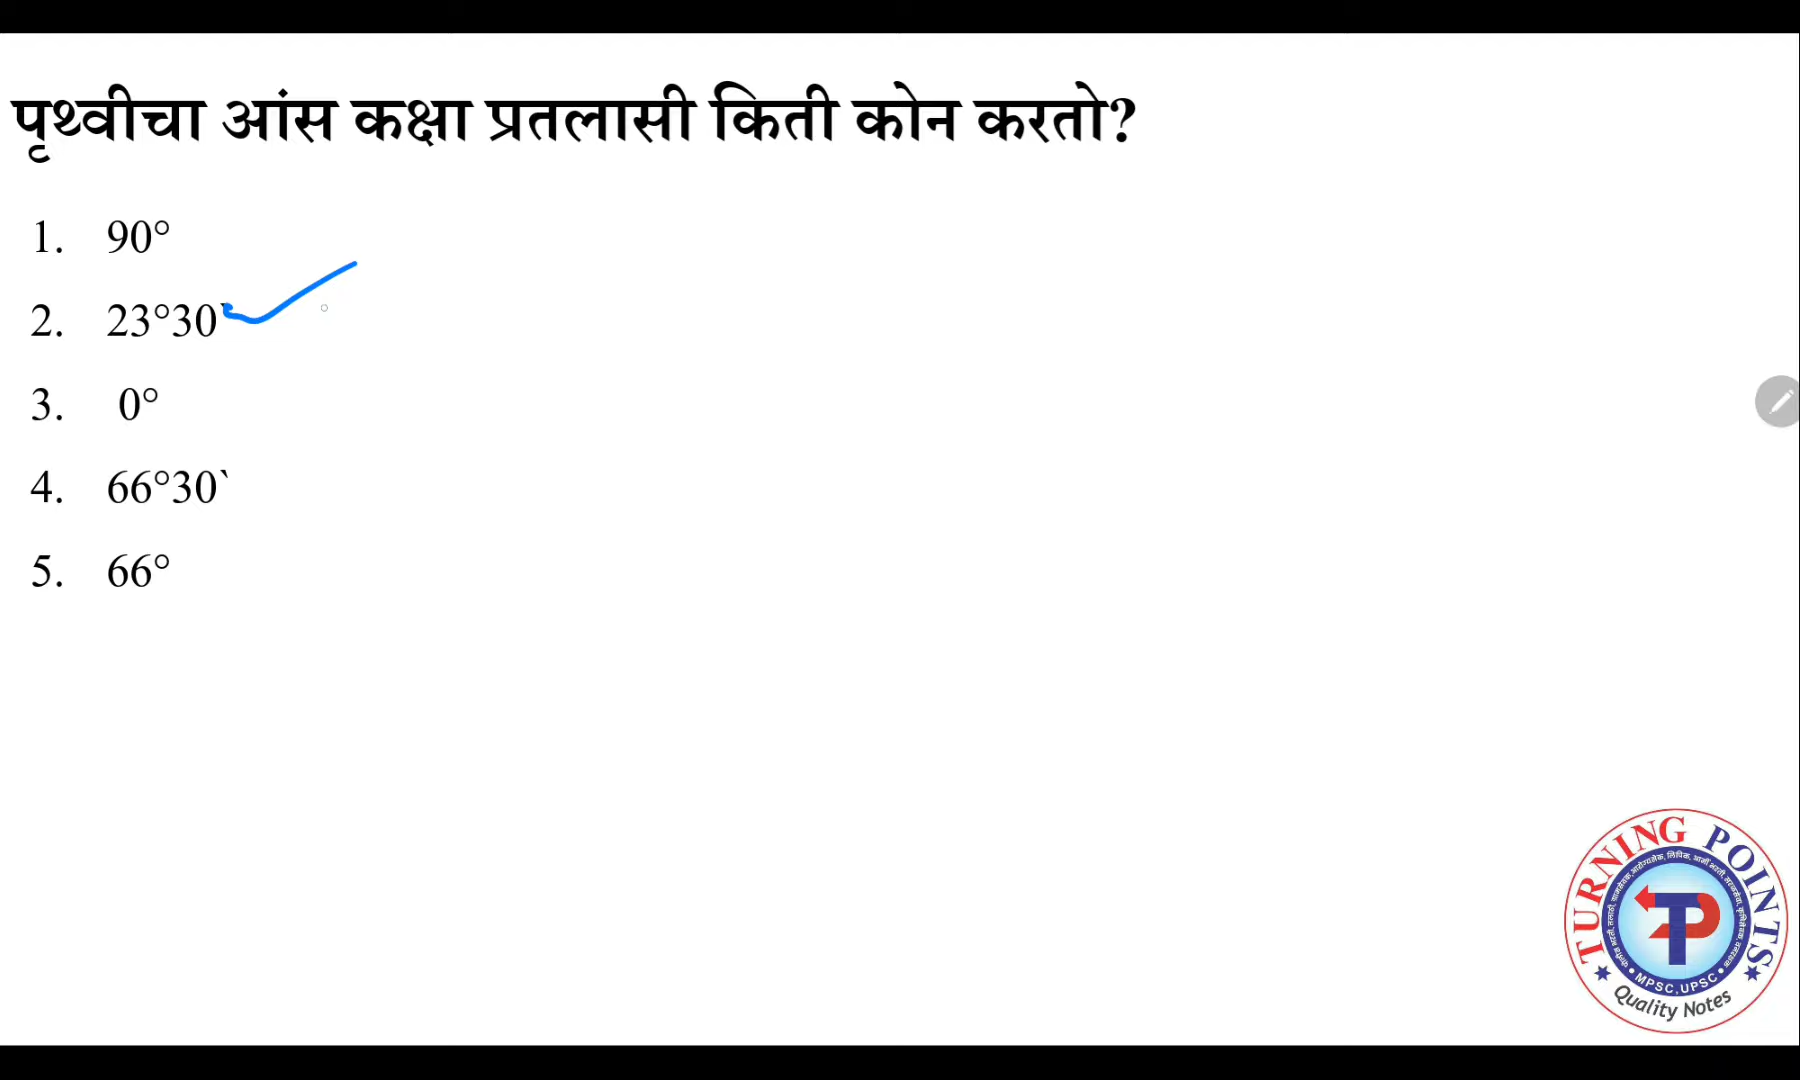 पृथ्वीचा आंस कक्षा प्रतलासी किती कोन करतो?
1. 90°
2. 23°30`
3. 0°
4. 66°30`
5. 66°
TURNING POINTS
TP
MPSC,UPSC
Quality Notes